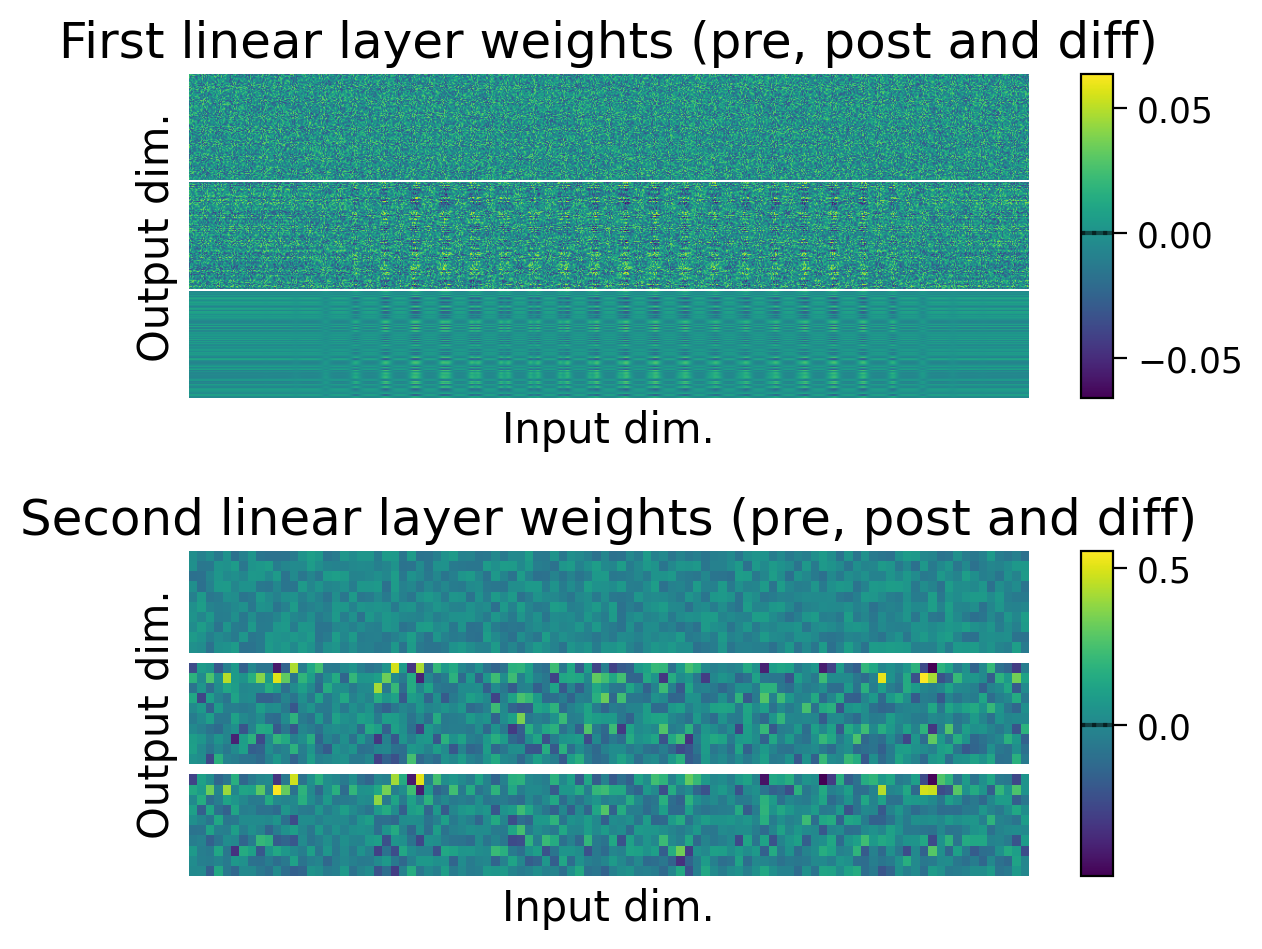 First linear layer weights (pre, post and diff)
Output dim.
Input dim.
0.05
0.00
−0.05
Second linear layer weights (pre, post and diff)
Output dim.
Input dim.
0.5
0.0